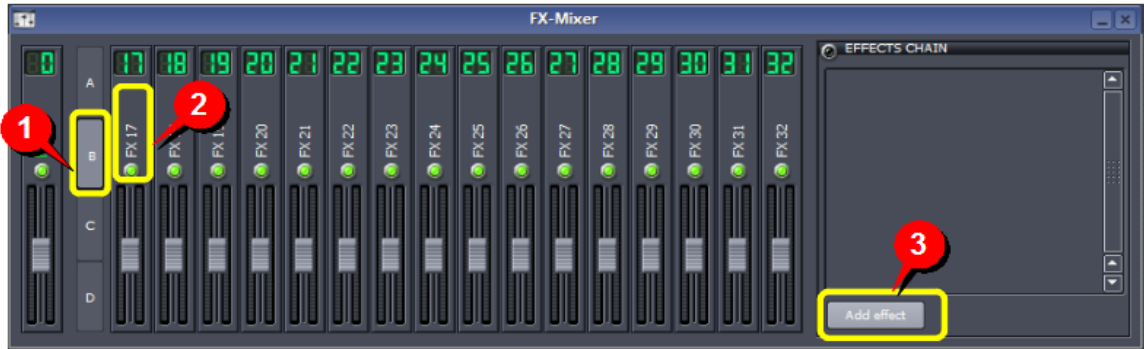 FX-Mixer
0 17 18 19 20 21 22 23 24 25 26 27 28 29 30 31 32
EFFECTS CHAIN
A
B
C
D
1
2
3
FX 17
FX 20
FX 21
FX 22
FX 23
FX 24
FX 25
FX 26
FX 27
FX 28
FX 29
FX 30
FX 31
FX 32
Add effect